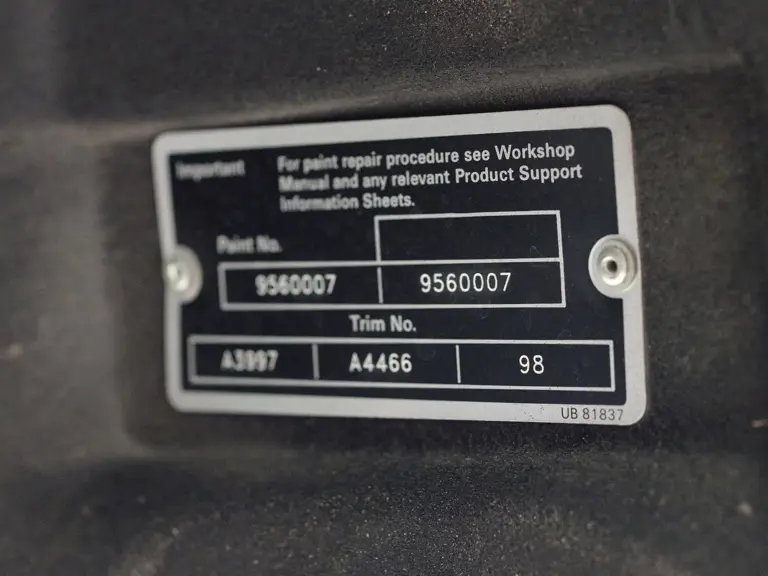 Important
For paint repair procedure see Workshop
Manual and any relevant Product Support
Information Sheets.
Paint No.
9560007 9560007
Trim No.
A3997 A4466 98
UB 81837